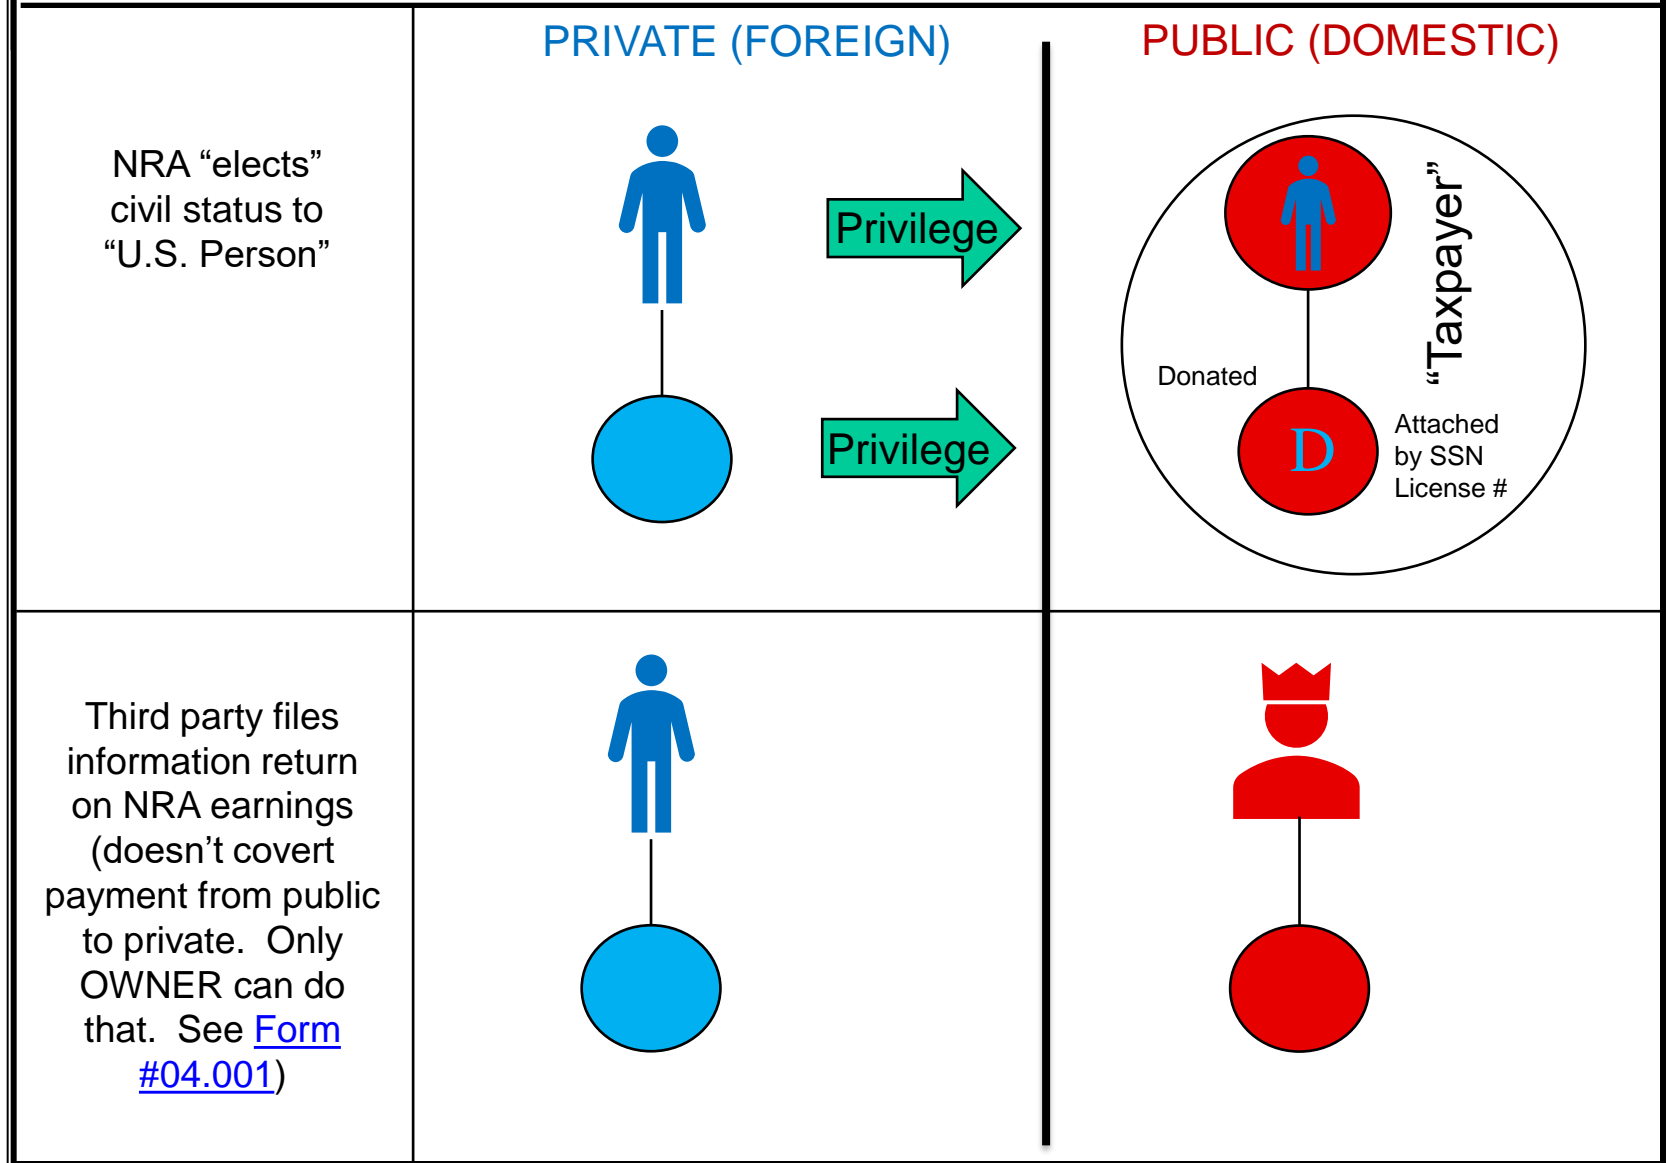 PRIVATE (FOREIGN)
PUBLIC (DOMESTIC)
NRA “elects”
civil status to
“U.S. Person”
Privilege
Privilege
“Taxpayer”
Donated
D
Attached
by SSN
License #
Third party files
information return
on NRA earnings
(doesn’t covert
payment from public
to private.  Only
OWNER can do
that.  See Form
#04.001)